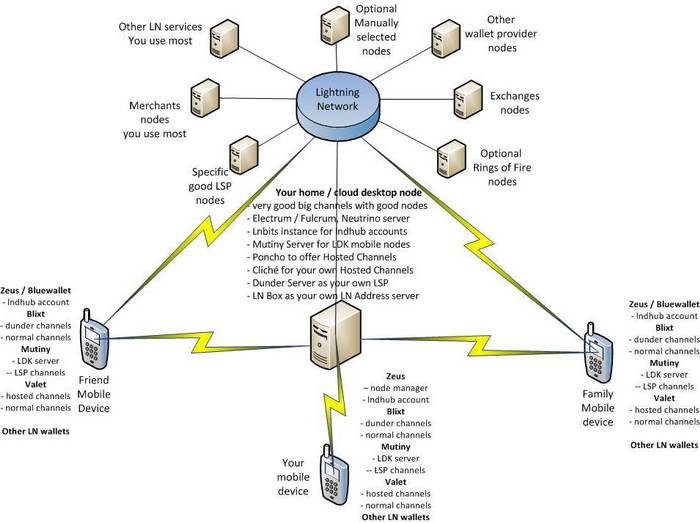 Optional
Manually
selected
nodes
Other LN services
You use most
Other
wallet provider
nodes
Lightning
Network
Merchants
nodes
you use most
Exchanges
nodes
Specific
good LSP
nodes
Optional
Rings of Fire
nodes
Your home / cloud desktop node
- very good big channels with good nodes
- Electrum / Fulcrum, Neutrino server
- Lnbits instance for lndhub accounts
- Mutiny Server for LDK mobile nodes
- Poncho to offer Hosted Channels
- Cliché for your own Hosted Channels
- Dunder Server as your own LSP
- LN Box as your own LN Address server
Zeus / Bluewallet
- lndhub account
Blixt
- dunder channels
- normal channels
Mutiny
- LDK server
-- LSP channels
Valet
- hosted channels
- normal channels
Other LN wallets
Friend
Mobile
Device
Zeus / Bluewallet
- lndhub account
Blixt
- dunder channels
- normal channels
Mutiny
- LDK server
-- LSP channels
Valet
- hosted channels
- normal channels
Other LN wallets
Family
Mobile
device
Zeus
– node manager
- lndhub account
Blixt
- dunder channels
- normal channels
Mutiny
- LDK server
-- LSP channels
Valet
- hosted channels
- normal channels
Other LN wallets
Your
mobile
device